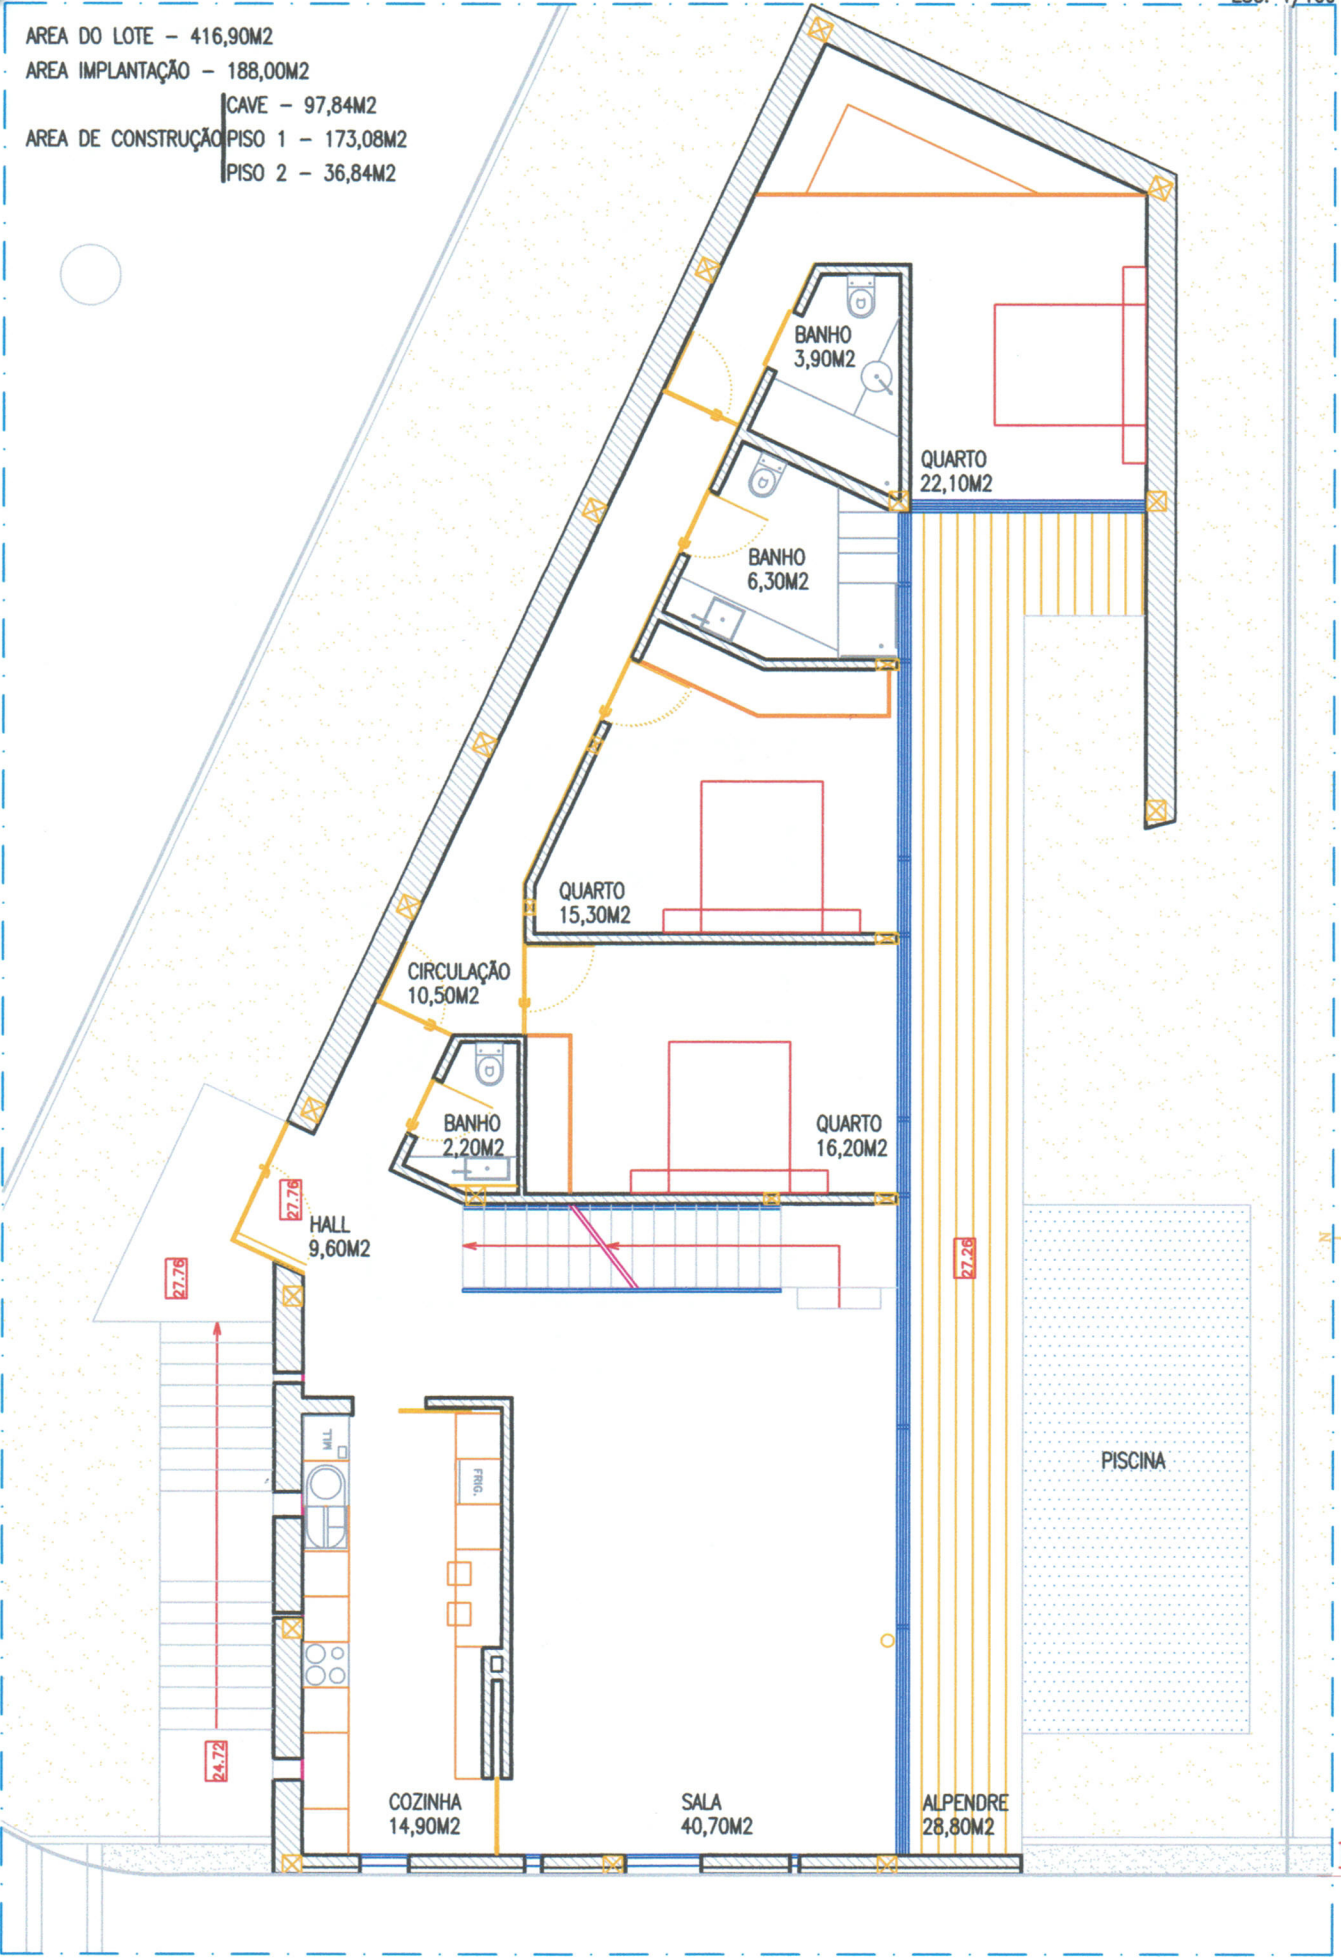 AREA DO LOTE - 416,90M2
AREA IMPLANTAÇÃO - 188,00M2
CAVE - 97,84M2
AREA DE CONSTRUÇÃO PISO 1 - 173,08M2
PISO 2 - 36,84M2
BANHO
3,90M2
QUARTO
22,10M2
BANHO
6,30M2
QUARTO
15,30M2
CIRCULAÇÃO
10,50M2
BANHO
2,20M2
QUARTO
16,20M2
27.76
HALL
9,60M2
27.76
27.26
N
MLL
FRIG.
PISCINA
24.72
COZINHA
14,90M2
SALA
40,70M2
ALPENDRE
28,80M2